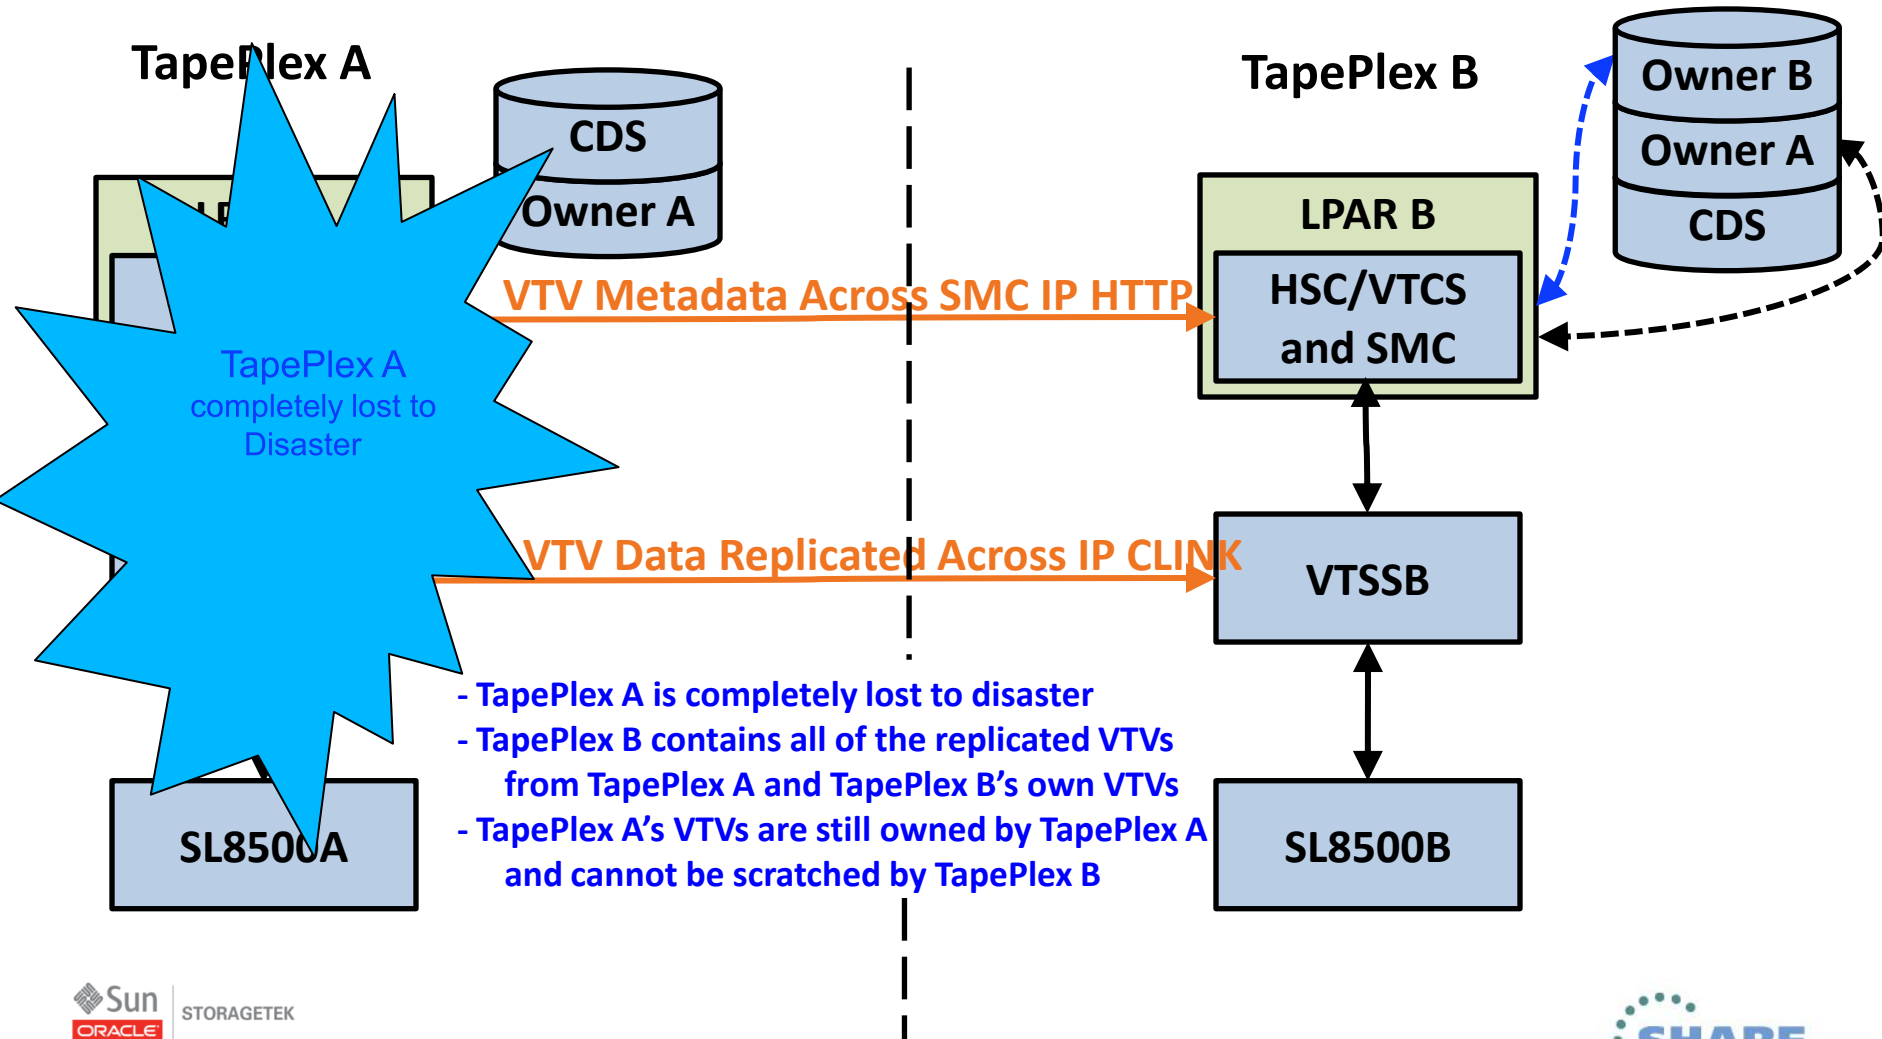 TapePlex A
TapePlex B
CDS
Owner A
Owner B
Owner A
CDS
LPAR B
HSC/VTCS
and SMC
VTV Metadata Across SMC IP HTTP
TapePlex A
completely lost to
Disaster
VTV Data Replicated Across IP CLINK
VTSSB
- TapePlex A is completely lost to disaster
- TapePlex B contains all of the replicated VTVs
from TapePlex A and TapePlex B’s own VTVs
- TapePlex A’s VTVs are still owned by TapePlex A
and cannot be scratched by TapePlex B
SL8500A
SL8500B
Sun
ORACLE
STORAGETEK
SHARE